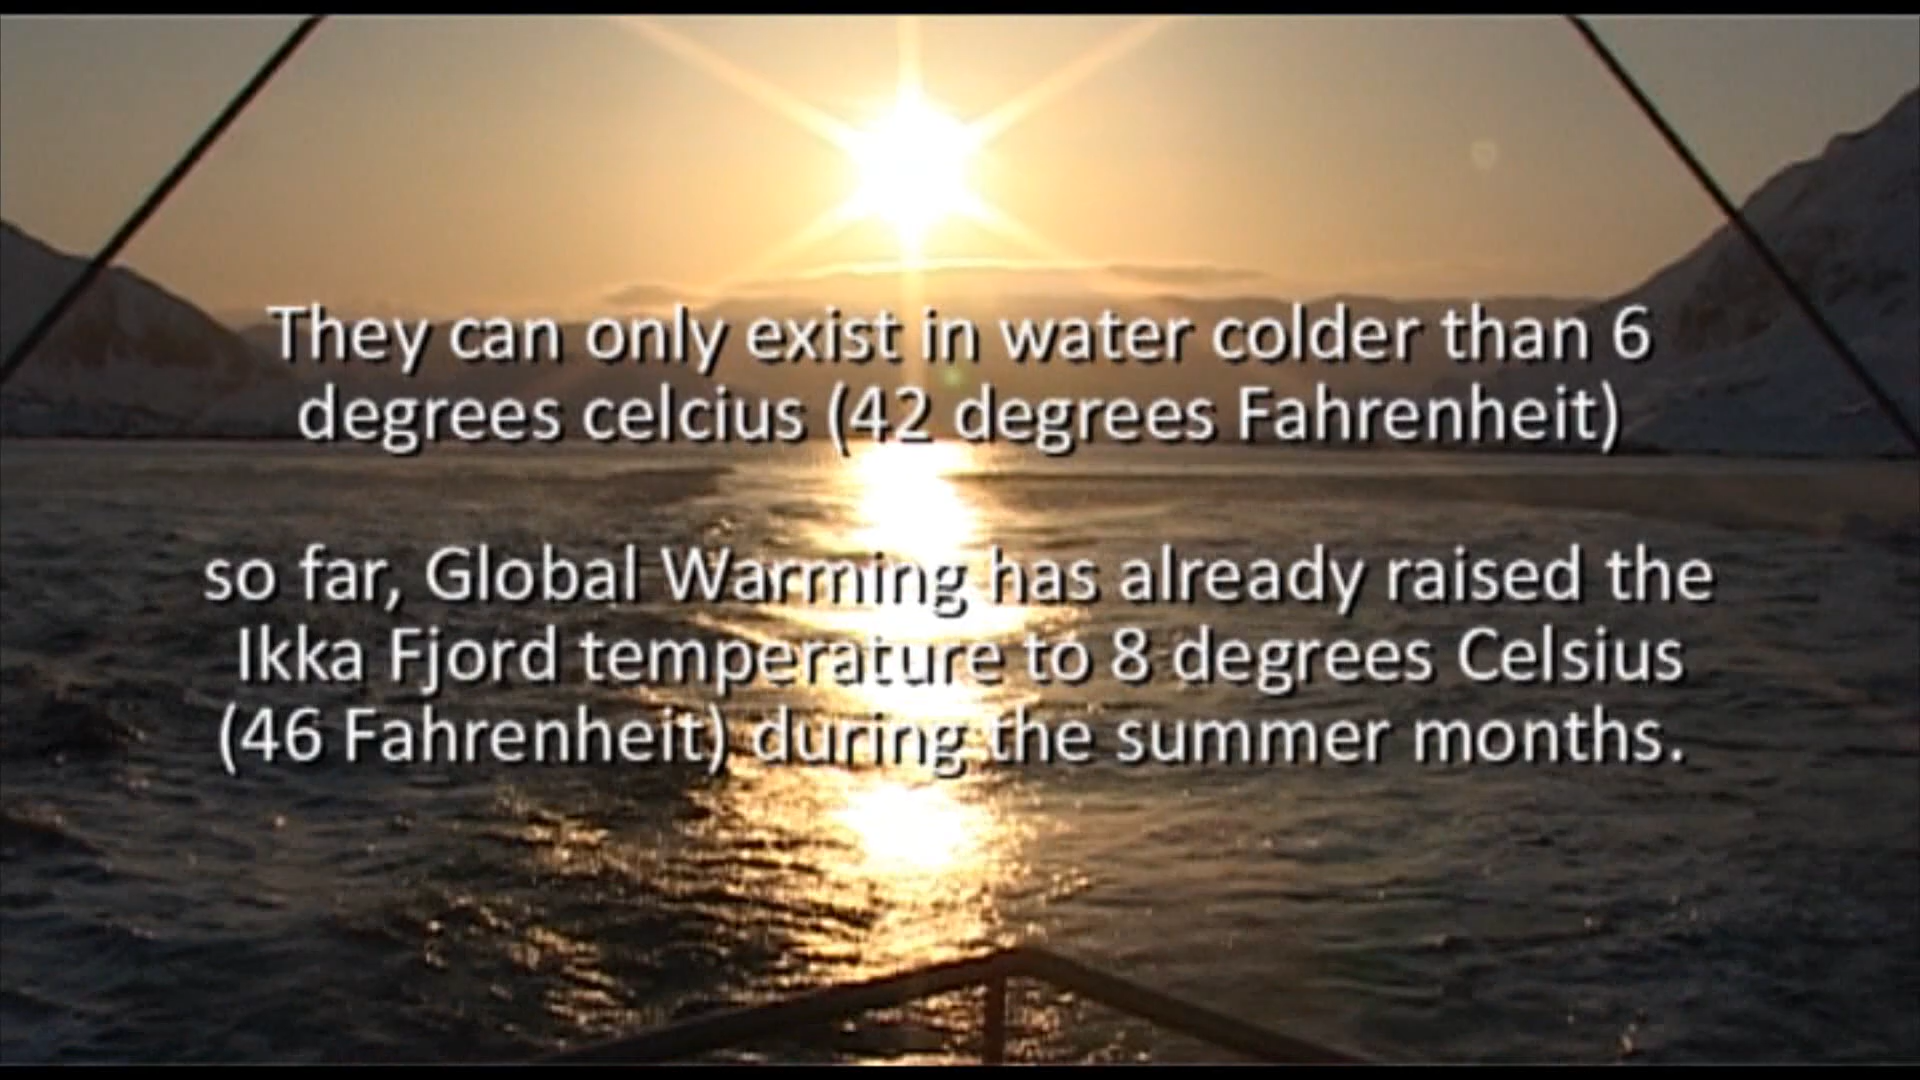 They can only exist in water colder than 6
degrees celcius (42 degrees Fahrenheit)
so far, Global Warming has already raised the
Ikka Fjord temperature to 8 degrees Celsius
(46 Fahrenheit) during the summer months.